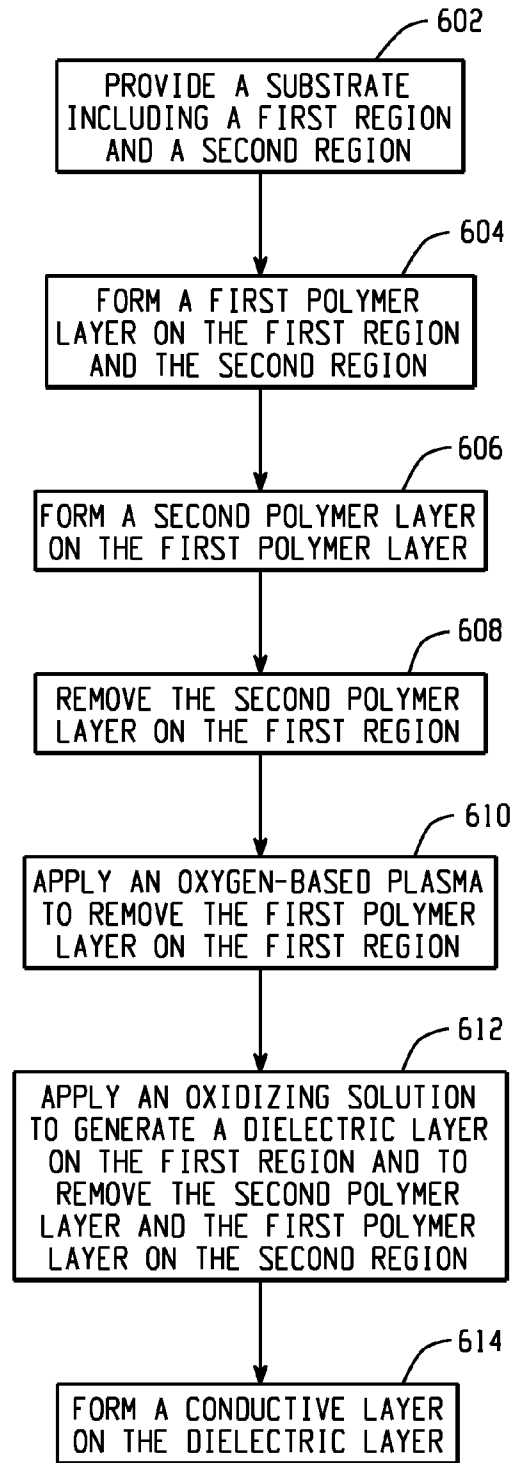 602
PROVIDE A SUBSTRATE
INCLUDING A FIRST REGION
AND A SECOND REGION
604
FORM A FIRST POLYMER
LAYER ON THE FIRST REGION
AND THE SECOND REGION
606
FORM A SECOND POLYMER LAYER
ON THE FIRST POLYMER LAYER
608
REMOVE THE SECOND POLYMER
LAYER ON THE FIRST REGION
610
APPLY AN OXYGEN-BASED PLASMA
TO REMOVE THE FIRST POLYMER
LAYER ON THE FIRST REGION
612
APPLY AN OXIDIZING SOLUTION
TO GENERATE A DIELECTRIC LAYER
ON THE FIRST REGION AND TO
REMOVE THE SECOND POLYMER
LAYER AND THE FIRST POLYMER
LAYER ON THE SECOND REGION
614
FORM A CONDUCTIVE LAYER
ON THE DIELECTRIC LAYER